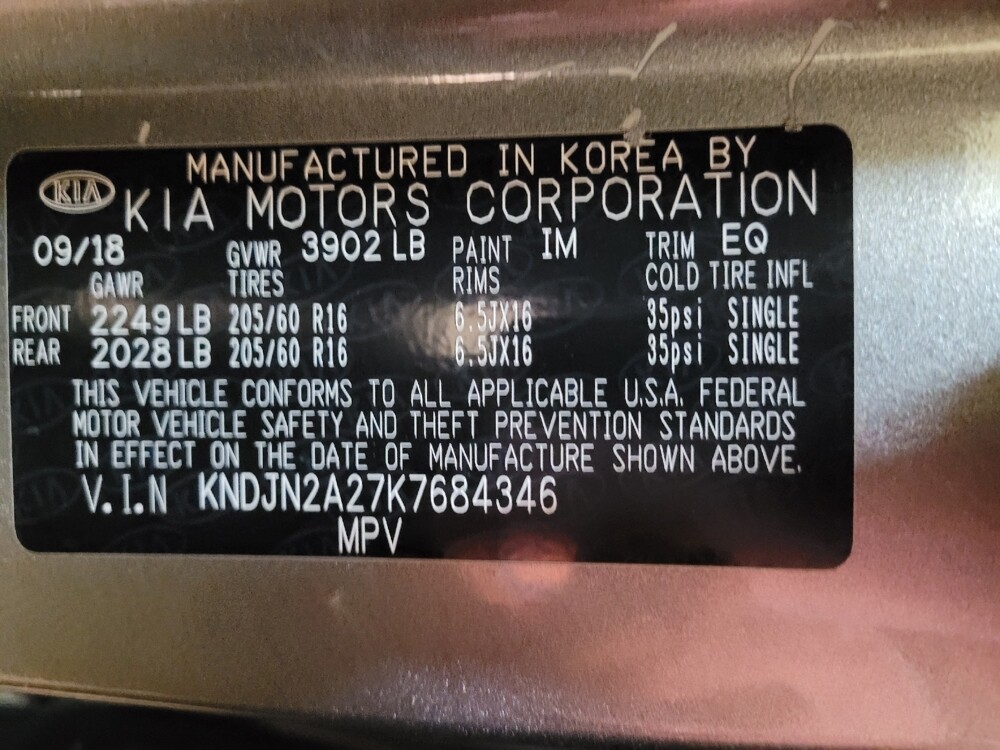 MANUFACTURED IN KOREA BY
KIA KIA MOTORS CORPORATION
09/18 GVWR 3902 LB PAINT IM TRIM EQ
GAWR TIRES RIMS COLD TIRE INFL
FRONT 2249 LB 205/60 R16 6.5JX16 35psi SINGLE
REAR 2028 LB 205/60 R16 6.5JX16 35psi SINGLE
THIS VEHICLE CONFORMS TO ALL APPLICABLE U.S.A. FEDERAL
MOTOR VEHICLE SAFETY AND THEFT PREVENTION STANDARDS
IN EFFECT ON THE DATE OF MANUFACTURE SHOWN ABOVE.
V.I.N KNDJN2A27K7684346
MPV